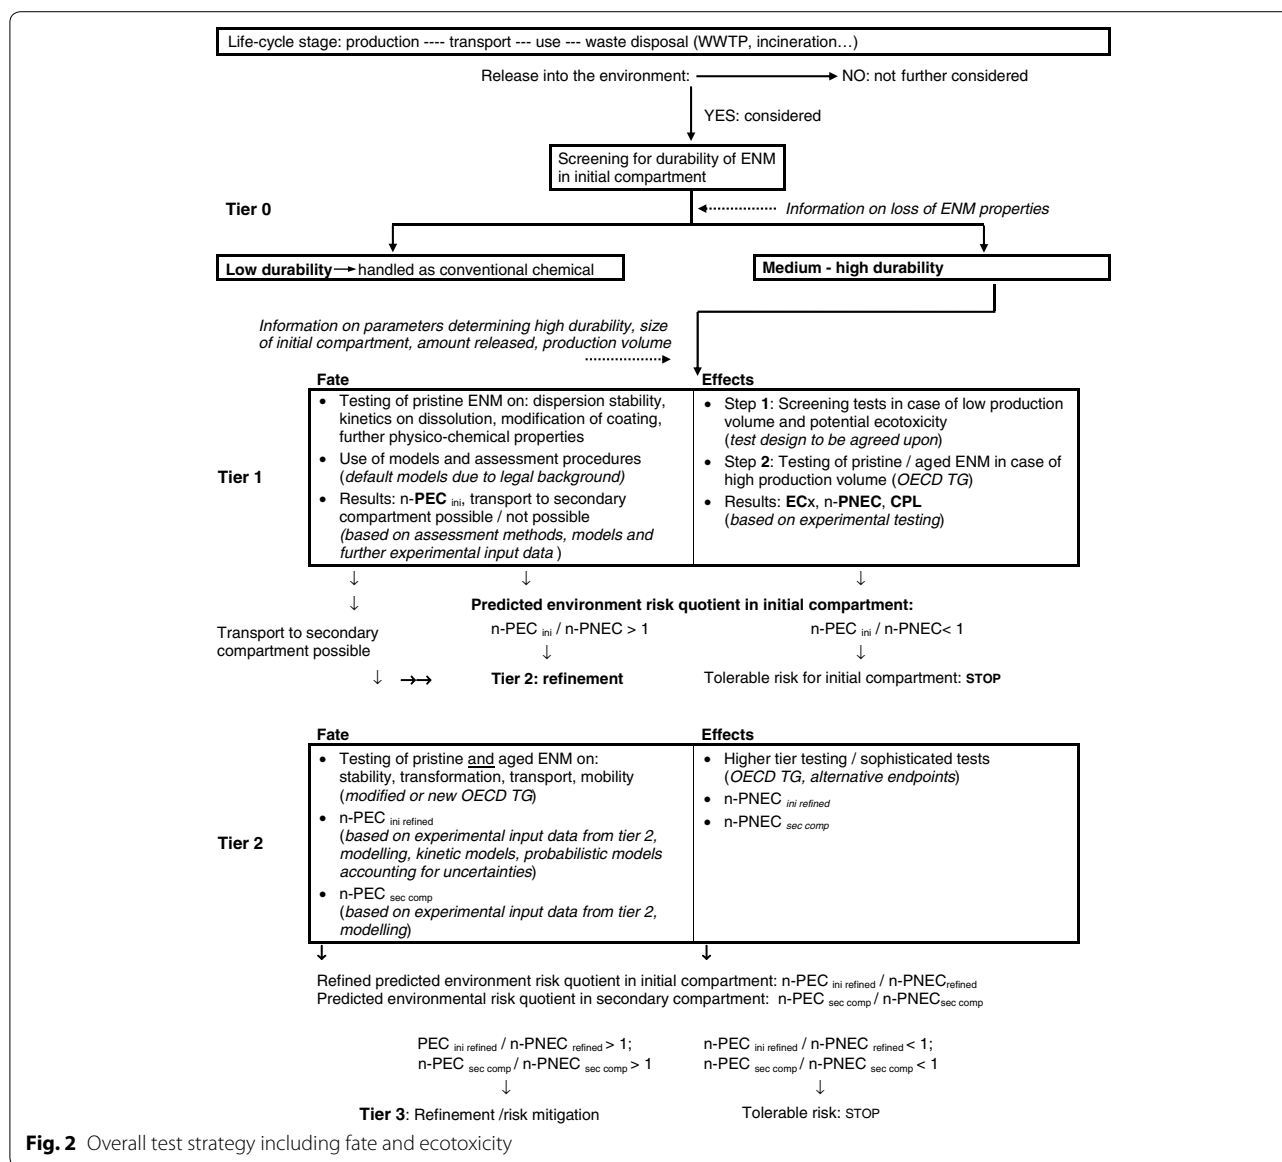 Life-cycle stage: production ---- transport --- use --- waste disposal (WWTP, incineration…)
Release into the environment:
NO: not further considered
YES: considered
Screening for durability of ENM
in initial compartment
Tier 0
Information on loss of ENM properties
Low durability → handled as conventional chemical
Medium - high durability
Information on parameters determining high durability, size
of initial compartment, amount released, production volume
Fate
• Testing of pristine ENM on: dispersion stability,
kinetics on dissolution, modification of coating,
further physico-chemical properties
• Use of models and assessment procedures
(default models due to legal background)
• Results: n-PEC ini, transport to secondary
compartment possible / not possible
(based on assessment methods, models and
further experimental input data )
Tier 1
Effects
• Step 1: Screening tests in case of low production
volume and potential ecotoxicity
(test design to be agreed upon)
• Step 2: Testing of pristine / aged ENM in case of
high production volume (OECD TG)
• Results: ECx, n-PNEC, CPL
(based on experimental testing)
↓ ↓ ↓
↓ Predicted environment risk quotient in initial compartment:
n-PEC ini / n-PNEC > 1
n-PEC ini / n-PNEC< 1
Transport to secondary
compartment possible
↓ ↓
↓ →→ Tier 2: refinement
Tolerable risk for initial compartment: STOP
Fate
• Testing of pristine and aged ENM on:
stability, transformation, transport, mobility
(modified or new OECD TG)
• n-PEC ini refined
(based on experimental input data from tier 2,
modelling, kinetic models, probabilistic models
accounting for uncertainties)
• n-PEC sec comp
(based on experimental input data from tier 2,
modelling)
Tier 2
Effects
• Higher tier testing / sophisticated tests
(OECD TG, alternative endpoints)
• n-PNEC ini refined
• n-PNEC sec comp
↓ ↓
Refined predicted environment risk quotient in initial compartment: n-PEC ini refined / n-PNECrefined
Predicted environmental risk quotient in secondary compartment: n-PEC sec comp / n-PNECsec comp
PEC ini refined / n-PNEC refined > 1;
n-PEC sec comp / n-PNEC sec comp > 1
↓
Tier 3: Refinement /risk mitigation
n-PEC ini refined / n-PNEC refined < 1;
n-PEC sec comp / n-PNEC sec comp < 1
↓
Tolerable risk: STOP
Fig. 2 Overall test strategy including fate and ecotoxicity